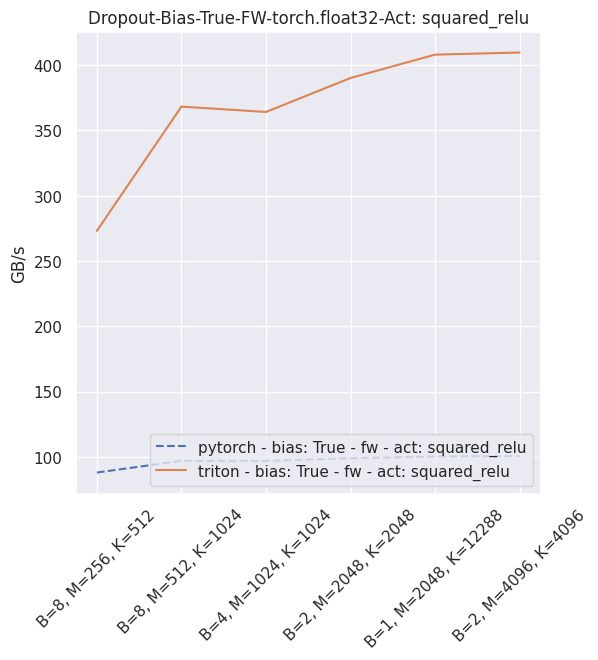 Dropout-Bias-True-FW-torch.float32-Act: squared_relu
400
350
300
250
200
150
100
GB/s
pytorch - bias: True - fw - act: squared_relu
triton - bias: True - fw - act: squared_relu
B=8, M=256, K=512
B=8, M=512, K=1024
B=4, M=1024, K=1024
B=2, M=2048, K=2048
B=1, M=2048, K=12288
B=2, M=4096, K=4096